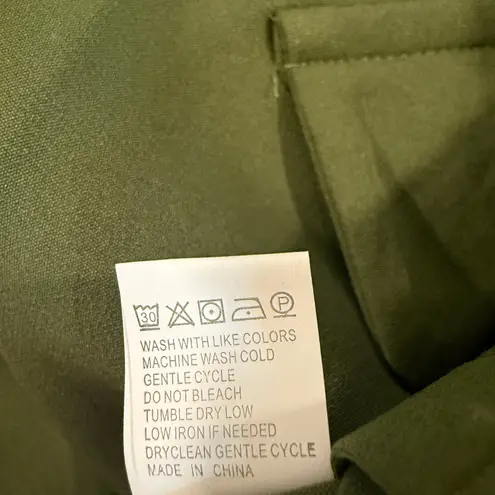 30 P
WASH WITH LIKE COLORS
MACHINE WASH COLD
GENTLE CYCLE
DO NOT BLEACH
TUMBLE DRY LOW
LOW IRON IF NEEDED
DRYCLEAN GENTLE CYCLE
MADE IN CHINA